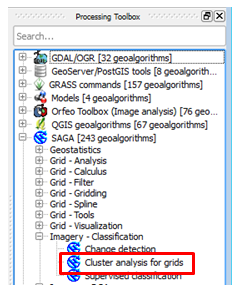 Processing Toolbox
Search...
GDAL/OGR [32 geoalgorithms]
GeoServer/PostGIS tools [8 geoalgorith...
GRASS commands [157 geoalgorithms]
Models [4 geoalgorithms]
Orfeo Toolbox (Image analysis) [76 geo...
QGIS geoalgorithms [67 geoalgorithms]
SAGA [243 geoalgorithms]
Geostatistics
Grid - Analysis
Grid - Calculus
Grid - Filter
Grid - Gridding
Grid - Spline
Grid - Tools
Grid - Visualization
Imagery - Classification
Change detection
Cluster analysis for grids
Supervised classification